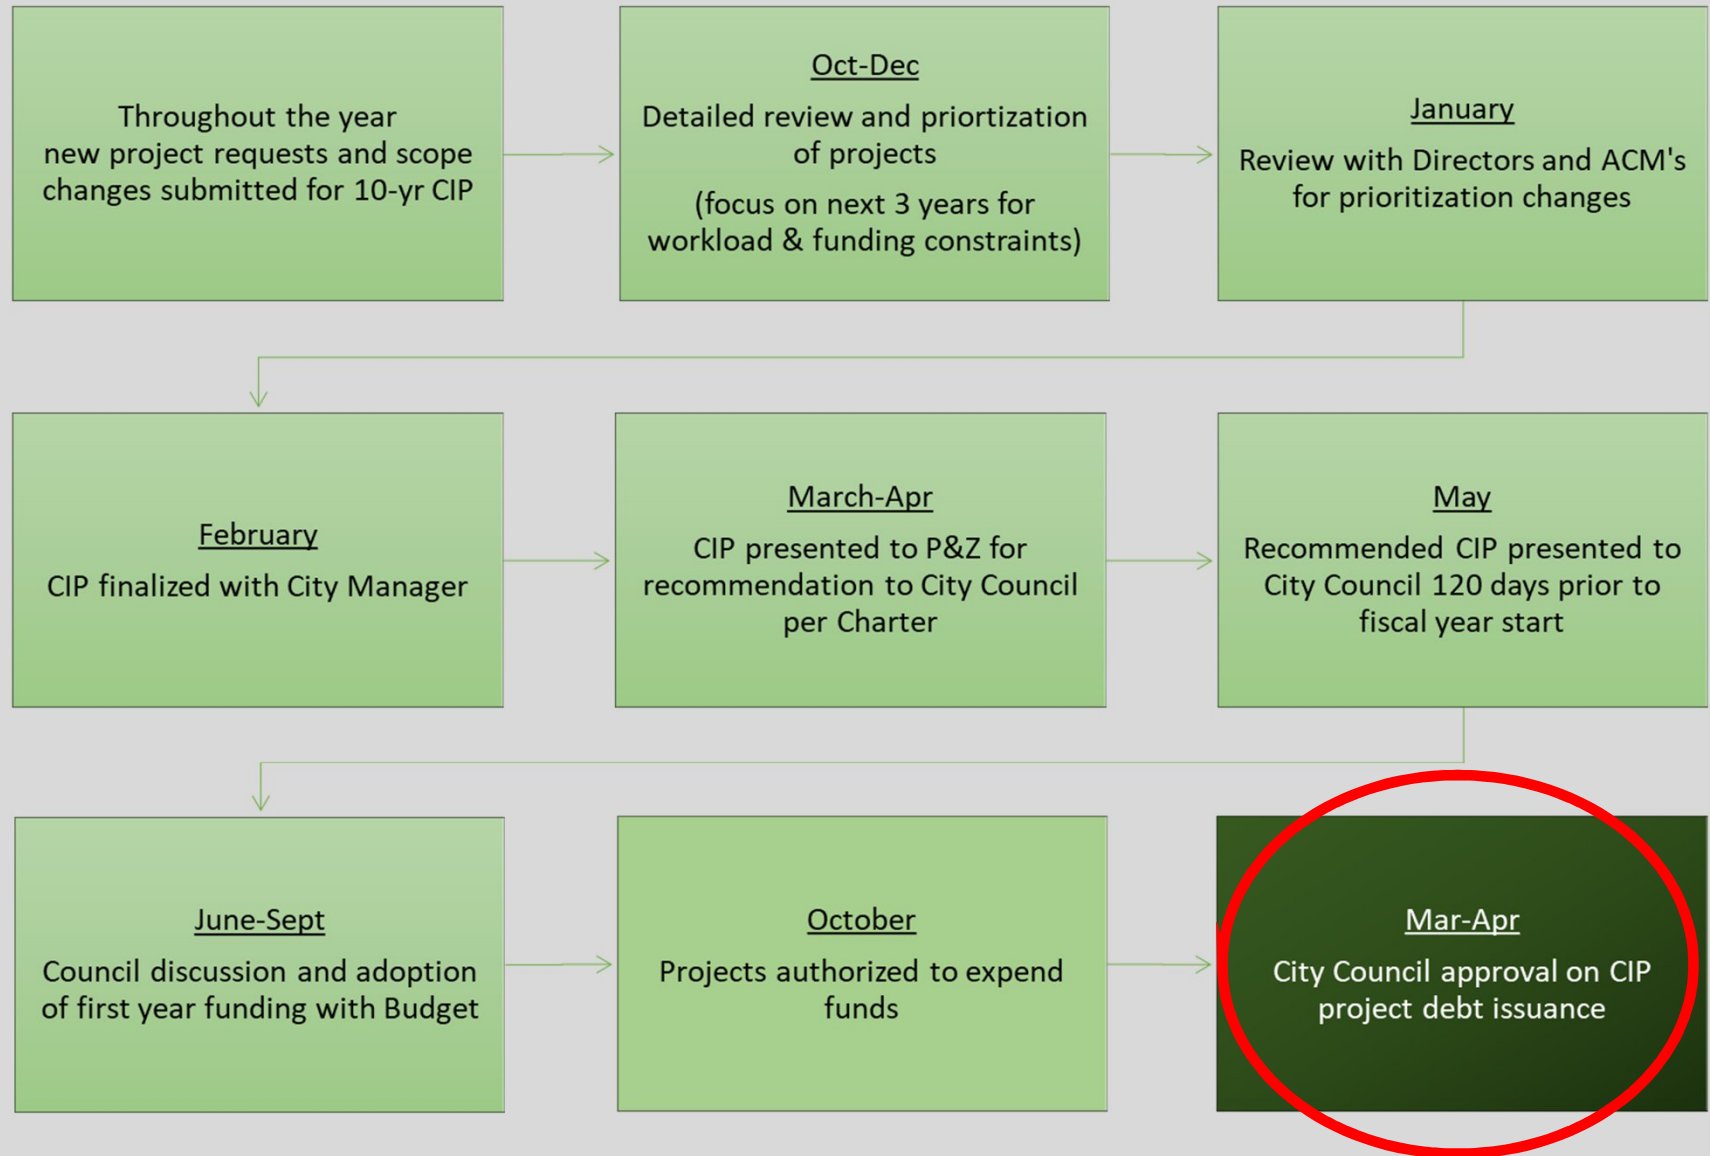 Throughout the year
new project requests and scope
changes submitted for 10-yr CIP
Oct-Dec
Detailed review and priortization
of projects
(focus on next 3 years for
workload & funding constraints)
January
Review with Directors and ACM's
for prioritization changes
February
CIP finalized with City Manager
March-Apr
CIP presented to P&Z for
recommendation to City Council
per Charter
May
Recommended CIP presented to
City Council 120 days prior to
fiscal year start
June-Sept
Council discussion and adoption
of first year funding with Budget
October
Projects authorized to expend
funds
Mar-Apr
City Council approval on CIP
project debt issuance